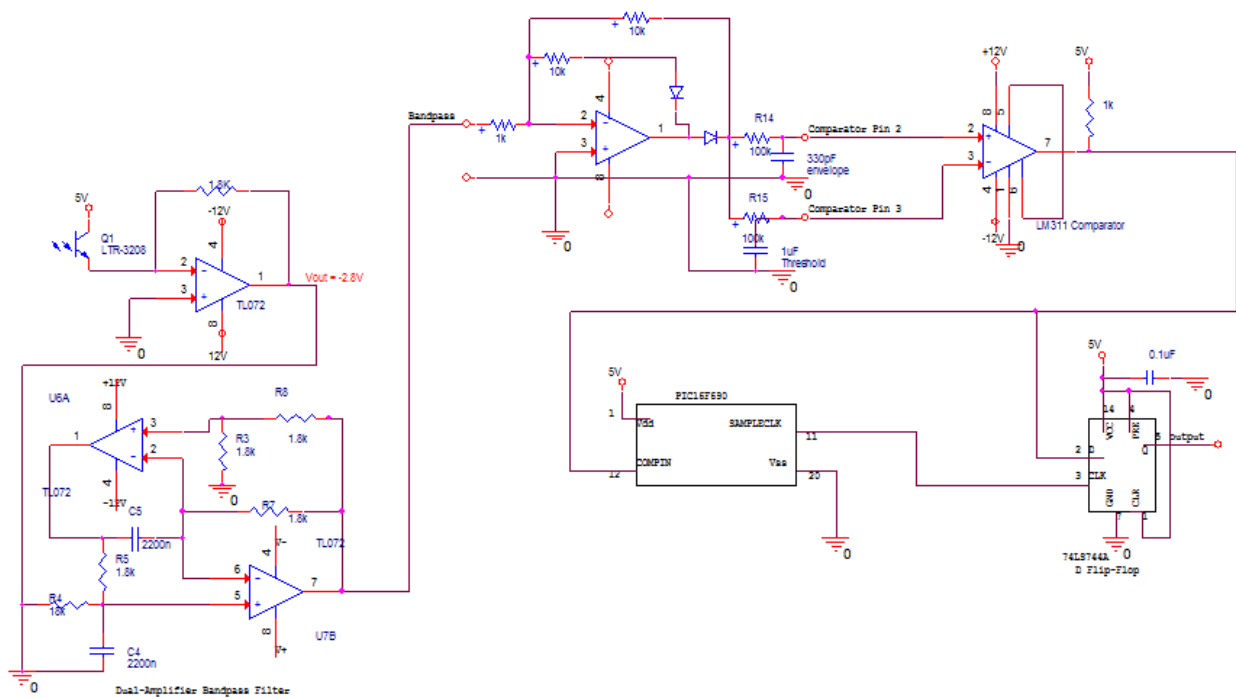 10k
10k
+12V
5V
4
8
5
1k
Bandpass
1k
2
3
1
8
R14
100k
330pF
envelope
0
Comparator Pin 2
2
3
7
4
1
6
-12V
0
LM311 Comparator
R15
100k
Comparator Pin 3
1uF
Threshold
0
0
1.8K
5V
-12V
Q1
LTR-3208
4
2
3
1
Vout = -2.8V
TL072
8
12V
0
U6A
+12V
8
3
2
1
4
-12V
TL072
R8
1.8k
R3
1.8k
0
R7
1.8k
C5
2200n
R5
1.8k
R4
18k
C4
2200n
0
TL072
V-
4
6
5
7
8
V+
U7B
Dual-Amplifier Bandpass Filter
5V
PIC16F690
1
Vdd
SAMPLECLK
11
COMPIN
12
Vss
20
0
5V
0.1uF
0
14
4
VCC
PRE
2
D
5
Q
output
3
CLK
GND
CLR
7
1
0
74LS744A
D Flip-Flop